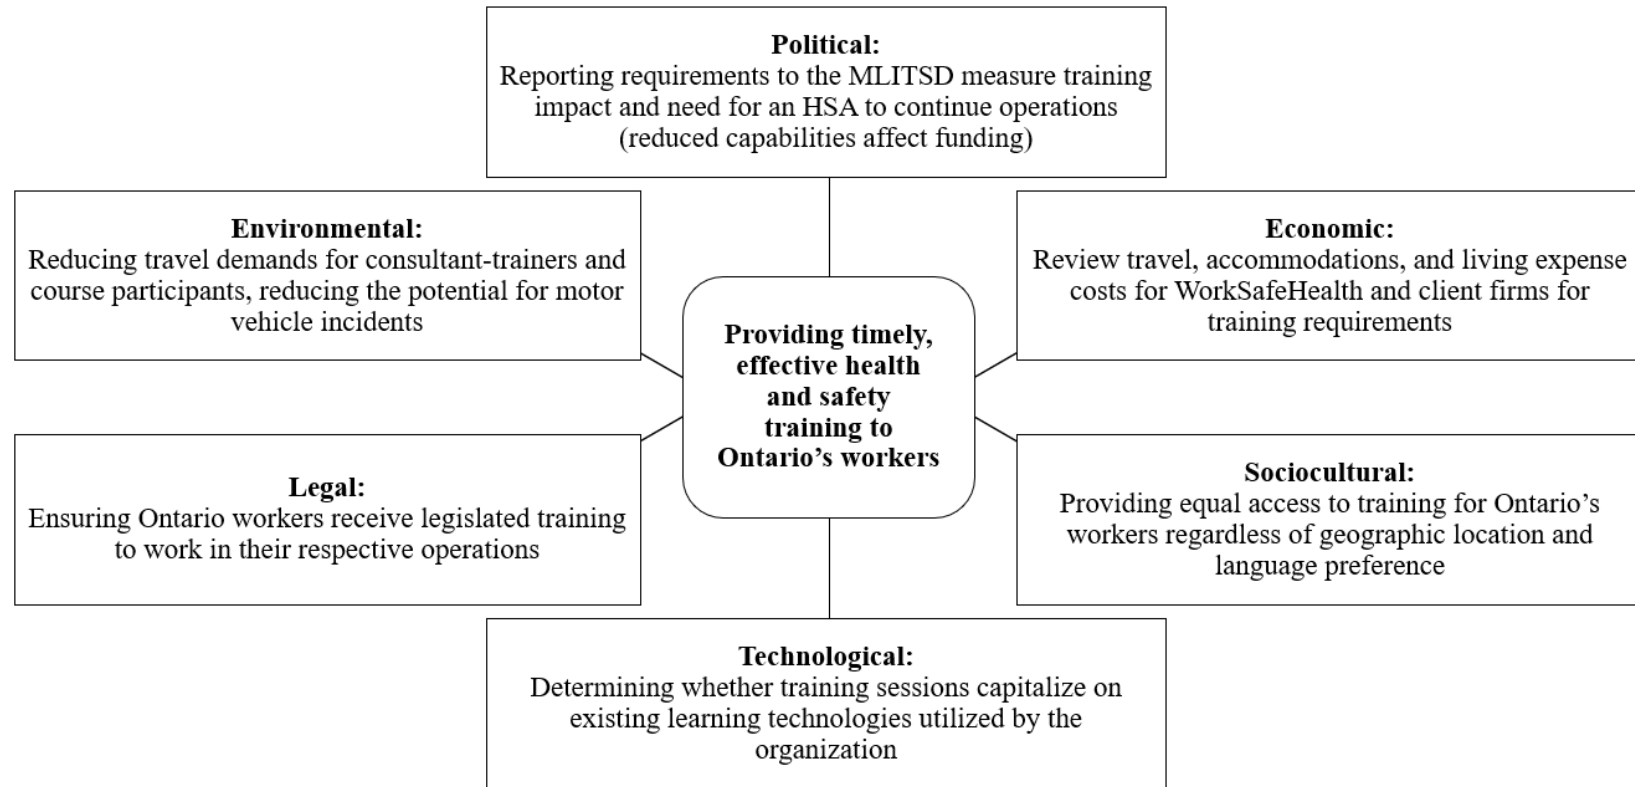 Political:
Reporting requirements to the MLITSD measure training
impact and need for an HSA to continue operations
(reduced capabilities affect funding)
Environmental:
Reducing travel demands for consultant-trainers and
course participants, reducing the potential for motor
vehicle incidents
Economic:
Review travel, accommodations, and living expense
costs for WorkSafeHealth and client firms for
training requirements
Providing timely,
effective health
and safety
training to
Ontario’s workers
Legal:
Ensuring Ontario workers receive legislated training
to work in their respective operations
Sociocultural:
Providing equal access to training for Ontario’s
workers regardless of geographic location and
language preference
Technological:
Determining whether training sessions capitalize on
existing learning technologies utilized by the
organization